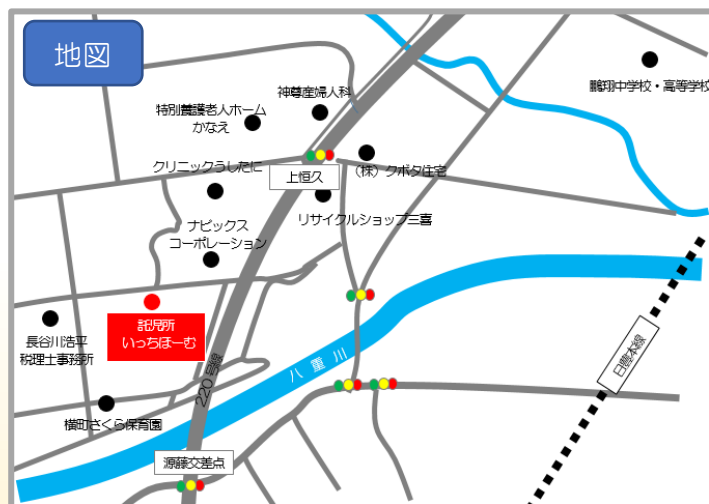 地図
鵬翔中学校・高等学校
神尊産婦人科
特別養護老人ホーム
かなえ
クリニックうしたに
上恒久
（株）クボタ住宅
リサイクルショップ三喜
ナビックス
コーポレーション
託児所
いっちほーむ
長谷川浩平
税理士事務所
220号線
八重川
日豊本線
横町さくら保育園
源藤交差点